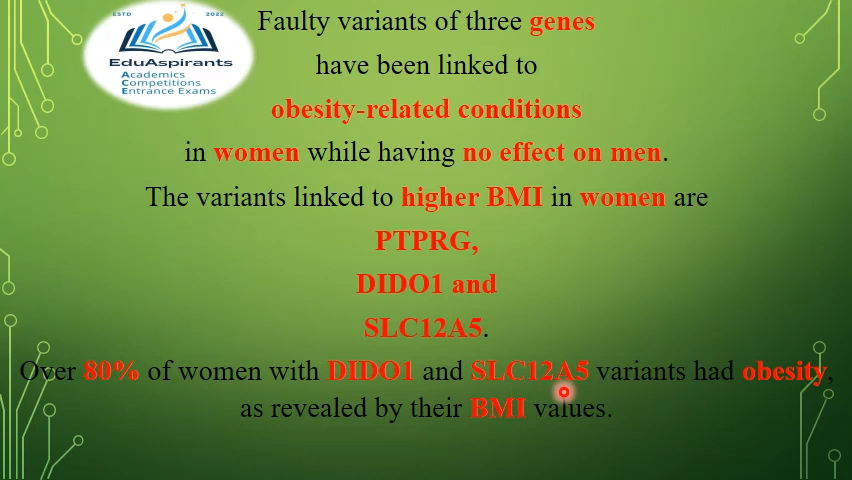 ESTD 2022
EduAspirants
Academics
Competitions
Entrance Exams
Faulty variants of three genes
have been linked to
obesity-related conditions
in women while having no effect on men.
The variants linked to higher BMI in women are
PTPRG,
DIDO1 and
SLC12A5.
Over 80% of women with DIDO1 and SLC12A5 variants had obesity,
as revealed by their BMI values.